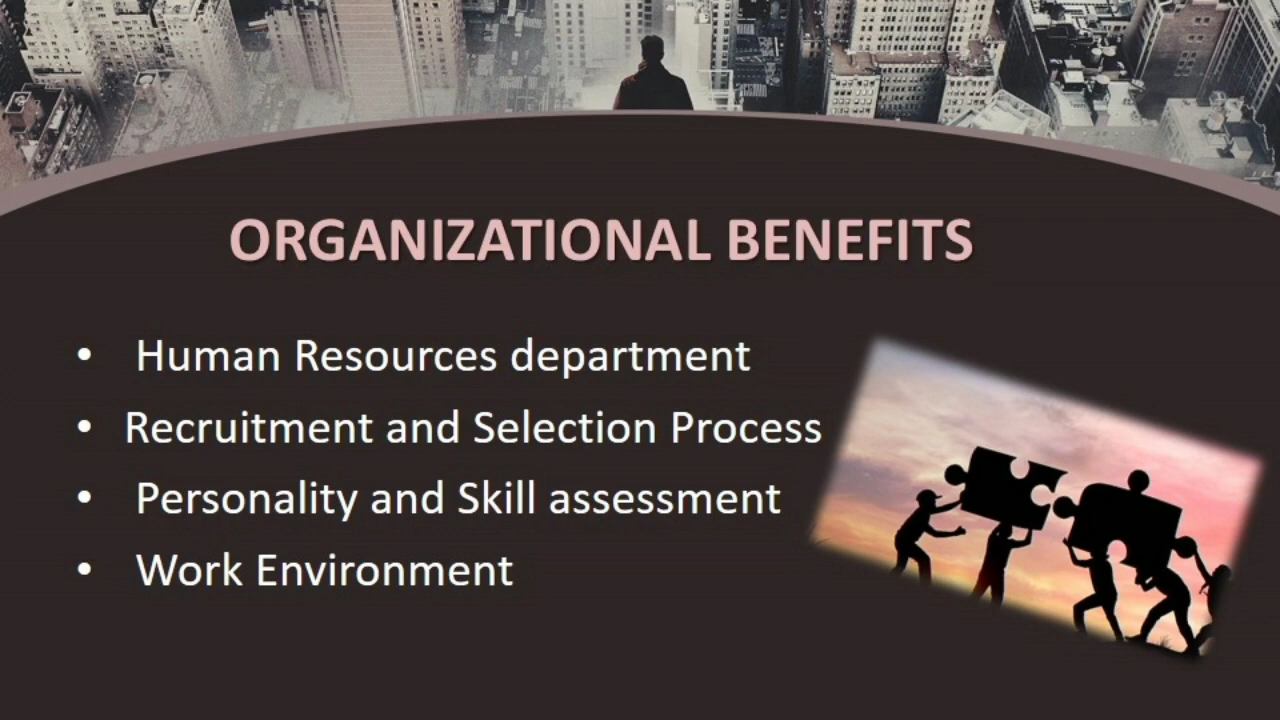 ORGANIZATIONAL BENEFITS
• Human Resources department
• Recruitment and Selection Process
• Personality and Skill assessment
• Work Environment